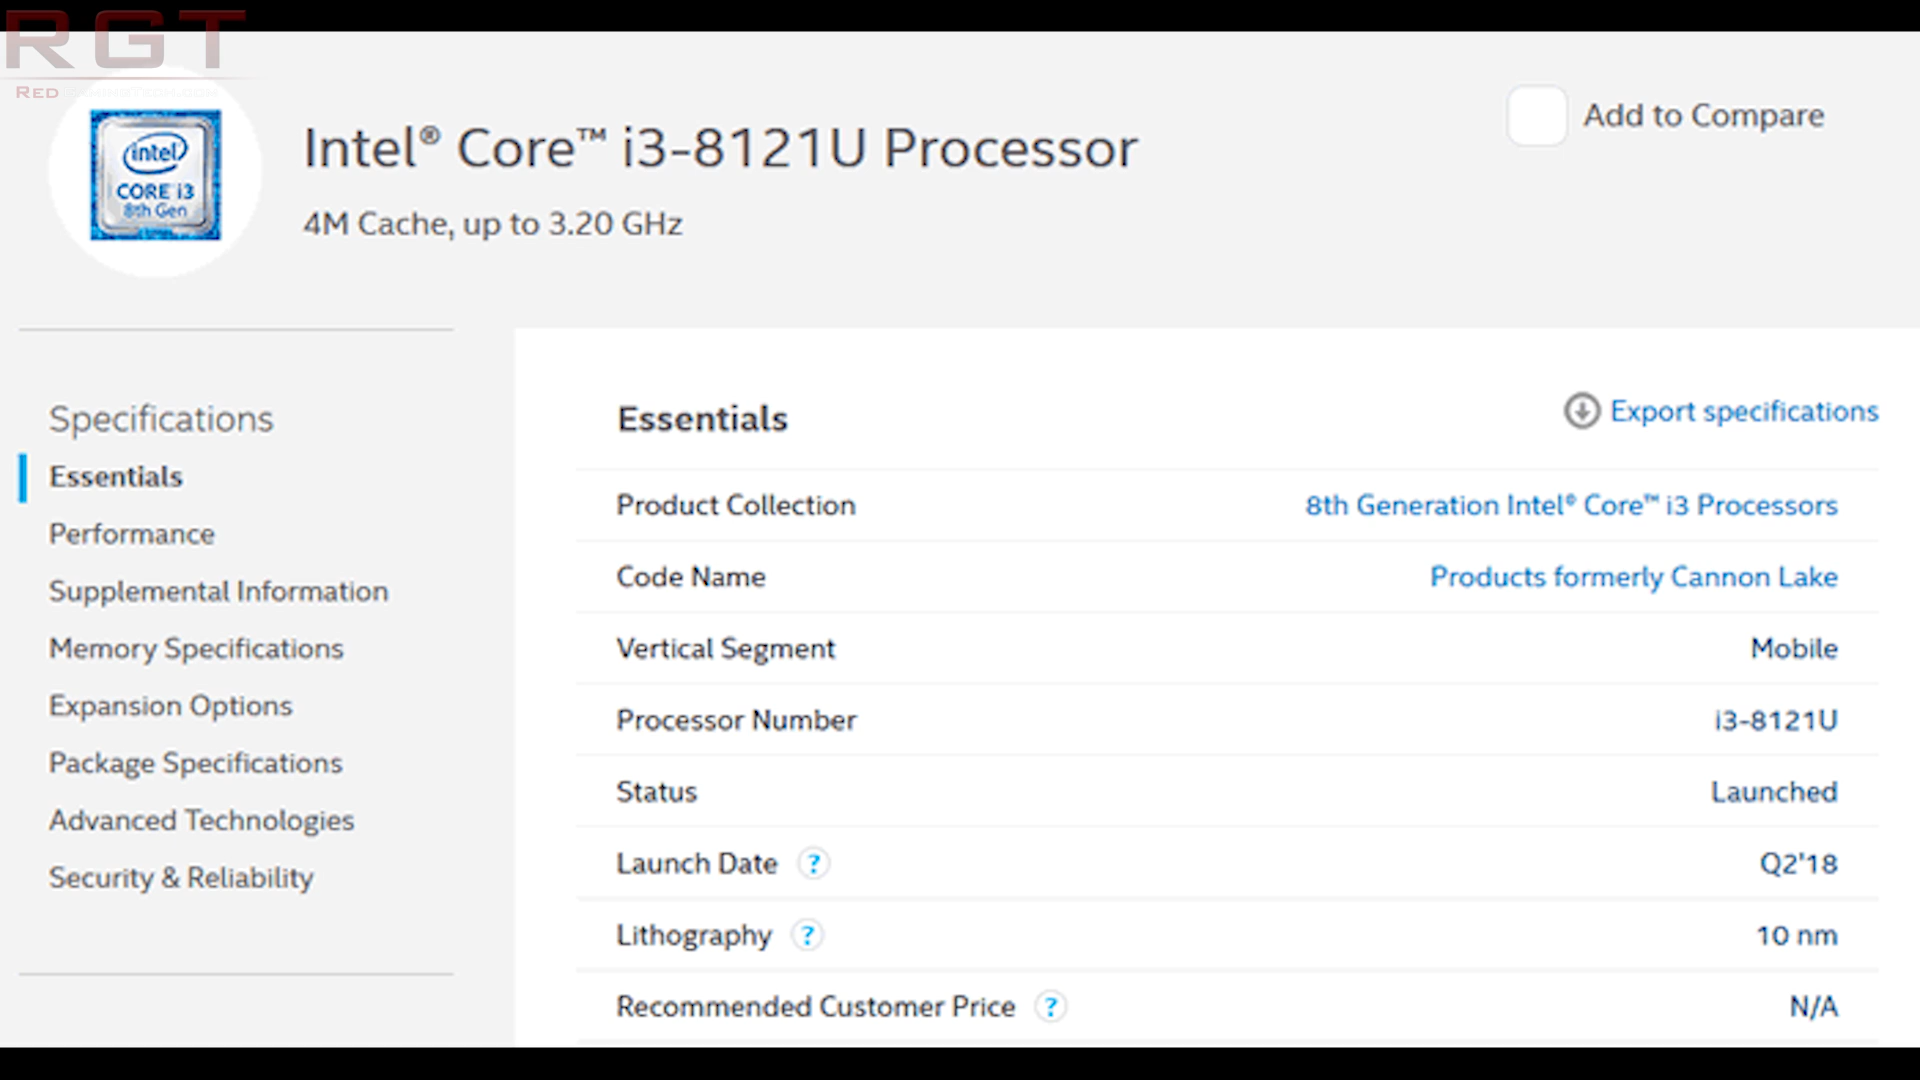 RGT
RedGamingTech.com
intel
CORE i3
8th Gen
Intel® Core™ i3-8121U Processor
4M Cache, up to 3.20 GHz
Add to Compare
Specifications
Essentials
Performance
Supplemental Information
Memory Specifications
Expansion Options
Package Specifications
Advanced Technologies
Security & Reliability
Essentials
Export specifications
Product Collection 8th Generation Intel® Core™ i3 Processors
Code Name Products formerly Cannon Lake
Vertical Segment Mobile
Processor Number i3-8121U
Status Launched
Launch Date ? Q2'18
Lithography ? 10 nm
Recommended Customer Price ? N/A